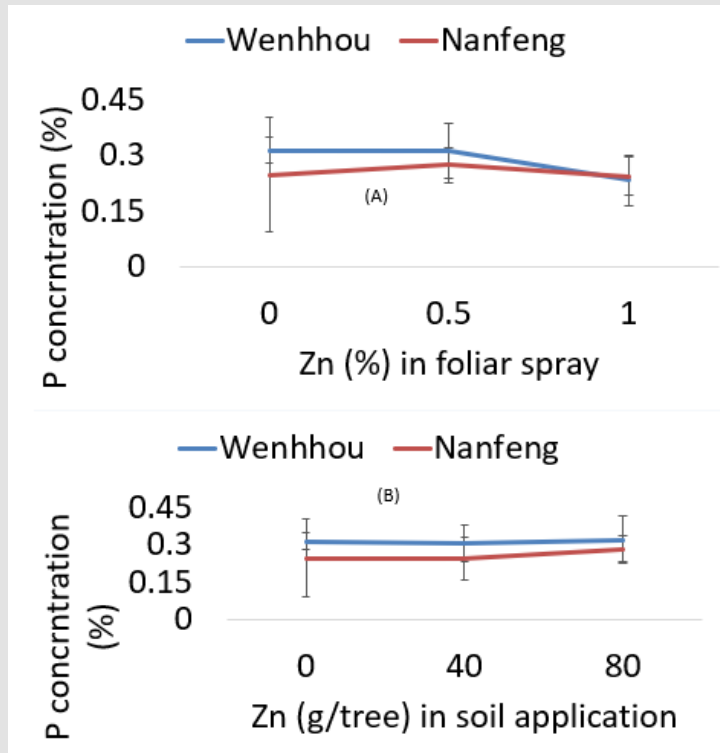 Wenhhou Nanfeng
P concrntration (%)
0.45
0.3
0.15
0
(A)
0 0.5 1
Zn (%) in foliar spray
Wenhhou Nanfeng
P concrntration
(%)
(B)
0.45
0.3
0.15
0
0 40 80
Zn (g/tree) in soil application